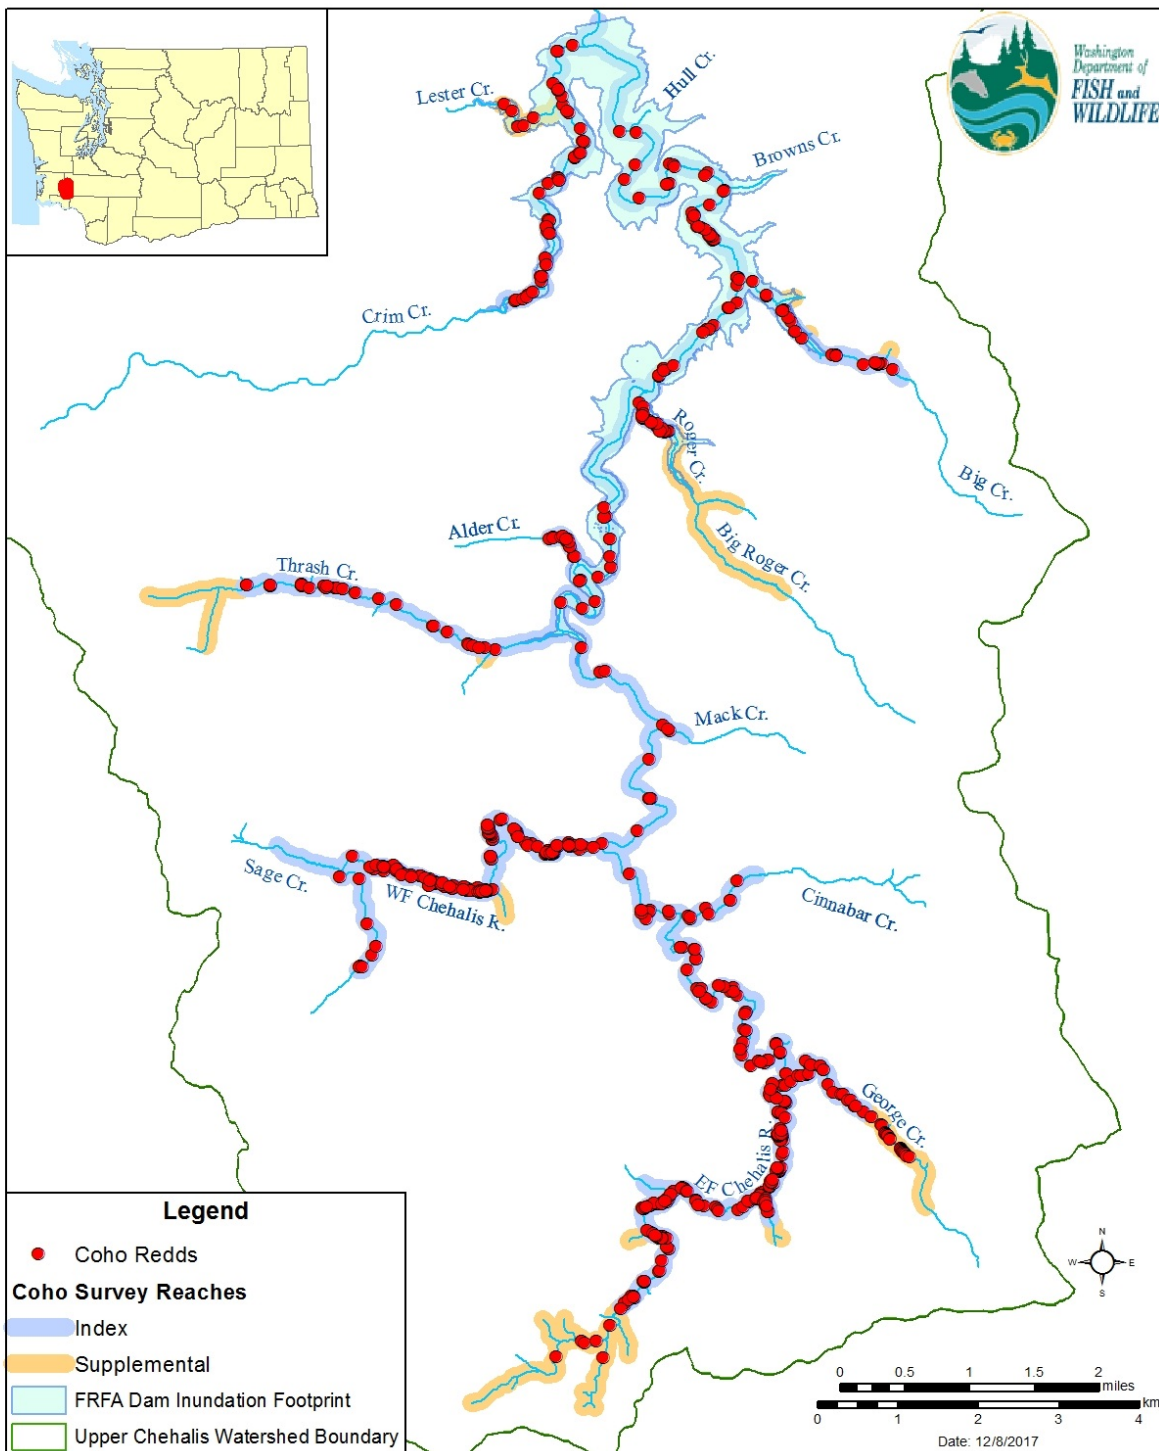 Washington
Department of
FISH and
WILDLIFE
Hull Cr.
Lester Cr.
Browns Cr.
Crim Cr.
Roger Cr.
Big Cr.
Alder Cr.
Big Roger Cr.
Thrash Cr.
Mack Cr.
Sage Cr.
WF Chehalis R.
Cinnabar Cr.
George Cr.
EF Chehalis R.
Legend
Coho Redds
Coho Survey Reaches
Index
Supplemental
FRFA Dam Inundation Footprint
Upper Chehalis Watershed Boundary
N
W E
S
0 0.5 1 1.5 2
miles
km
0 1 2 3 4
Date: 12/8/2017